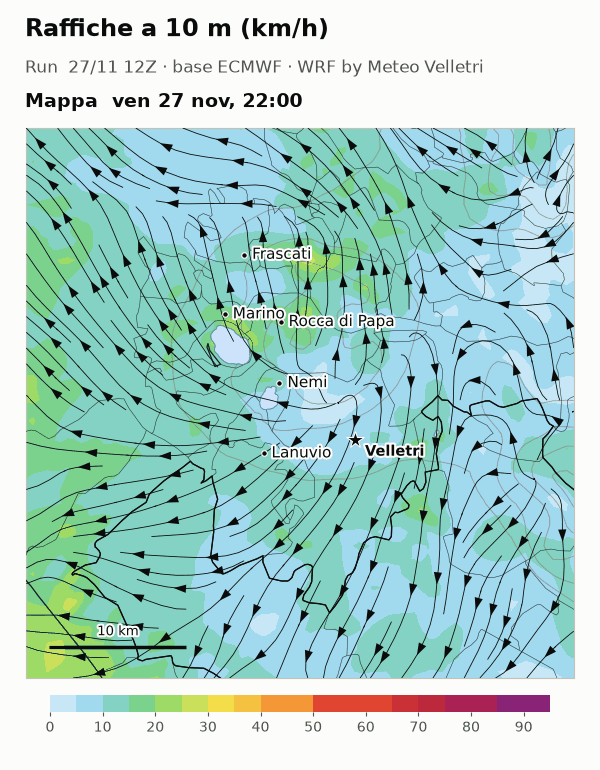 Raffiche a 10 m (km/h)
Run 27/11 12Z · base ECMWF · WRF by Meteo Velletri
Mappa ven 27 nov, 22:00
Frascati
Marino
Rocca di Papa
Nemi
Velletri
Lanuvio
10 km
0 10 20 30 40 50 60 70 80 90